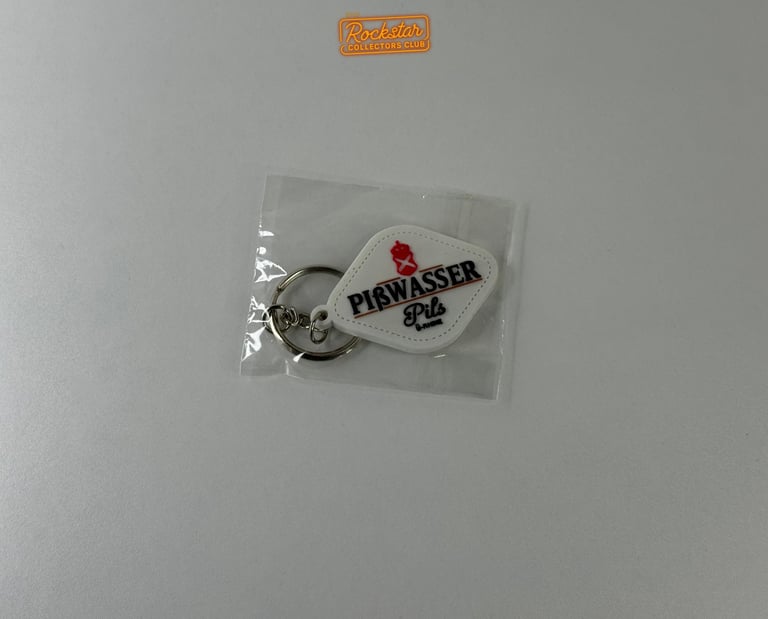 Rockstar
COLLECTORS CLUB
PIßWASSER
Pils